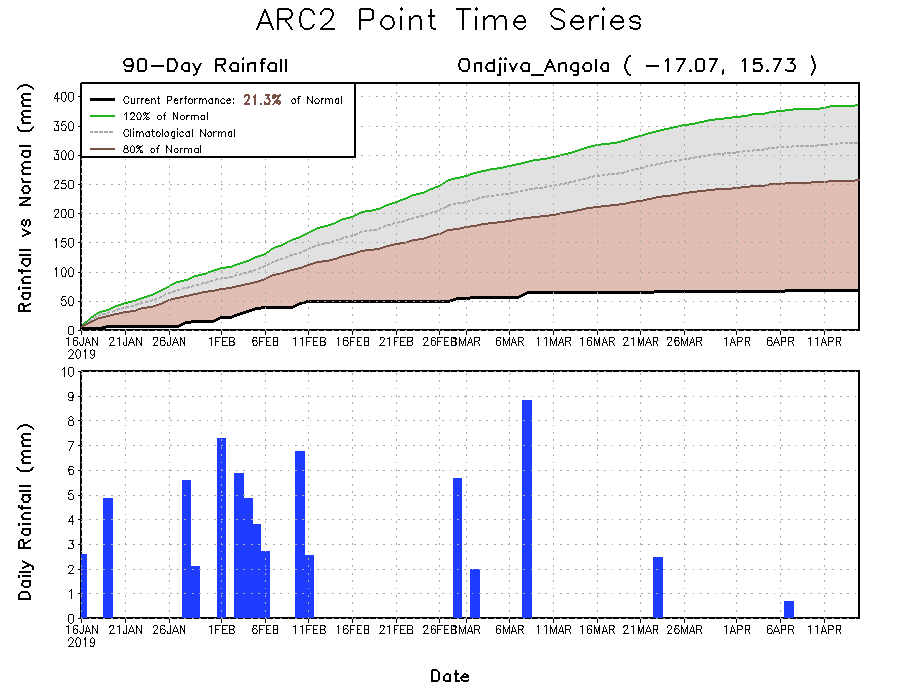 ARC2 Point Time Series
90-Day Rainfall
Ondjiva_Angola ( -17.07, 15.73 )
Rainfall vs Normal (mm)
Current Performance: 21.3% of Normal
120% of Normal
Climatological Normal
80% of Normal
400
350
300
250
200
150
100
50
0
16JAN 21JAN 26JAN 1FEB 6FEB 11FEB 16FEB 21FEB 26FEB 1MAR 6MAR 11MAR 16MAR 21MAR 26MAR 1APR 6APR 11APR
2019
Daily Rainfall (mm)
10
9
8
7
6
5
4
3
2
1
0
16JAN 21JAN 26JAN 1FEB 6FEB 11FEB 16FEB 21FEB 26FEB 1MAR 6MAR 11MAR 16MAR 21MAR 26MAR 1APR 6APR 11APR
2019
Date